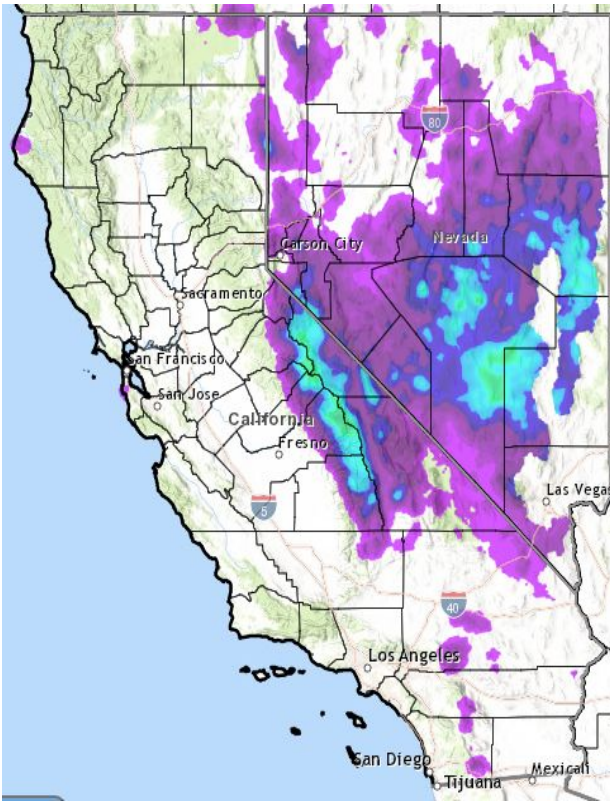 80
Carson City
Nevada
Sacramento
San Francisco
San Jose
California
Fresno
Las Vegas
5
40
Los Angeles
San Diego
Mexicali
Tijuana